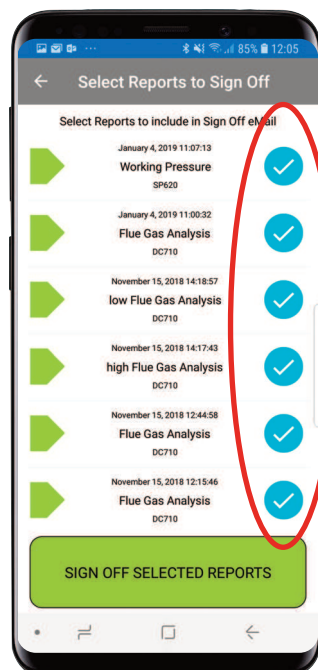 85% 12:05
Select Reports to Sign Off
Select Reports to include in Sign Off eMail
January 4, 2019 11:07:13
Working Pressure
SP620
January 4, 2019 11:00:32
Flue Gas Analysis
DC710
November 15, 2018 14:18:57
low Flue Gas Analysis
DC710
November 15, 2018 14:17:43
high Flue Gas Analysis
DC710
November 15, 2018 12:44:58
Flue Gas Analysis
DC710
November 15, 2018 12:15:46
Flue Gas Analysis
DC710
SIGN OFF SELECTED REPORTS